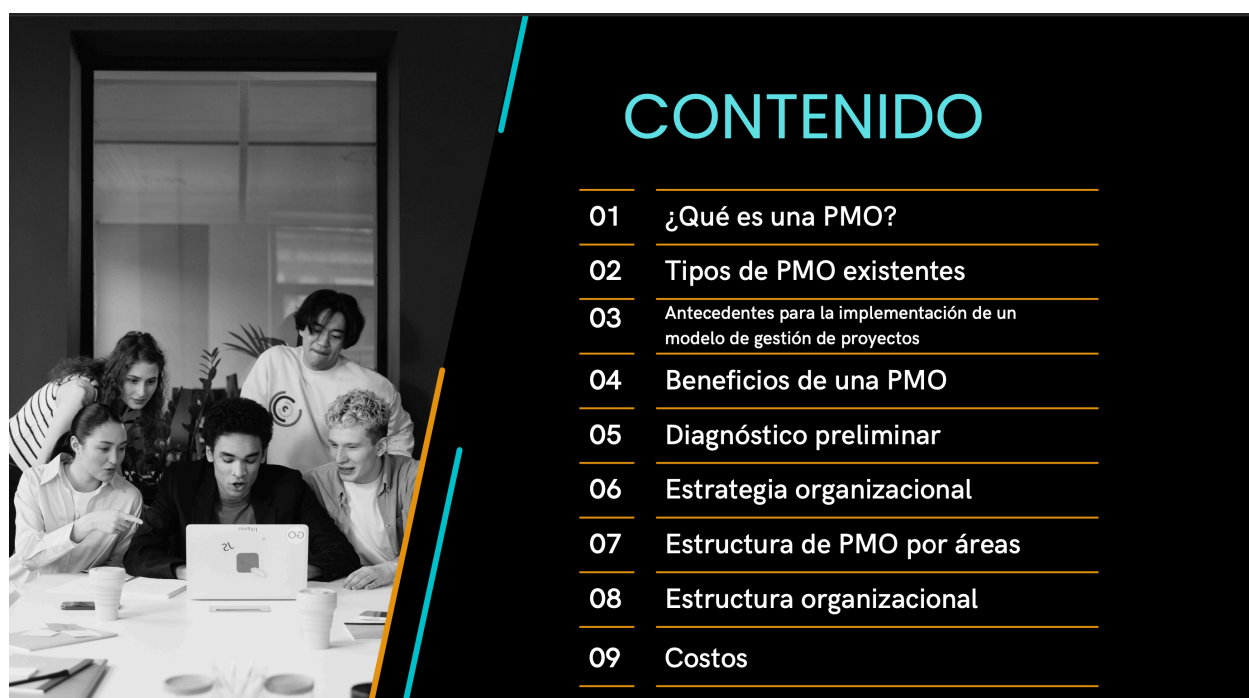 CONTENIDO
01 ¿Qué es una PMO?
02 Tipos de PMO existentes
03 Antecedentes para la implementación de un
modelo de gestión de proyectos
04 Beneficios de una PMO
05 Diagnóstico preliminar
06 Estrategia organizacional
07 Estructura de PMO por áreas
08 Estructura organizacional
09 Costos